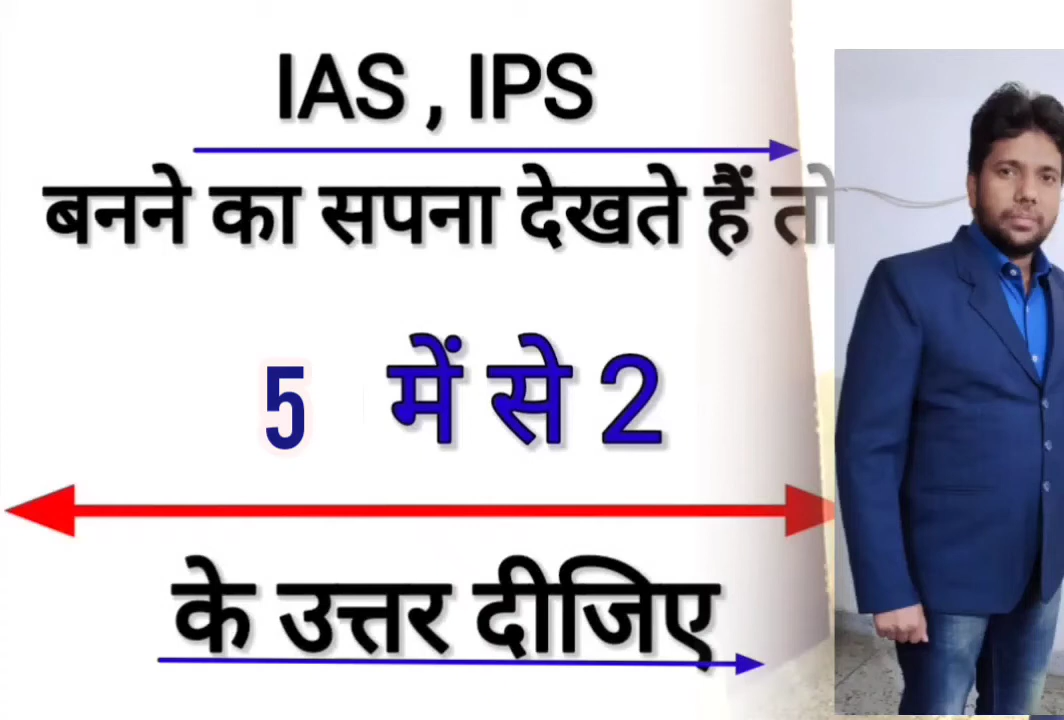 IAS , IPS
बनने का सपना देखते हैं तो
5 में से 2
के उत्तर दीजिए